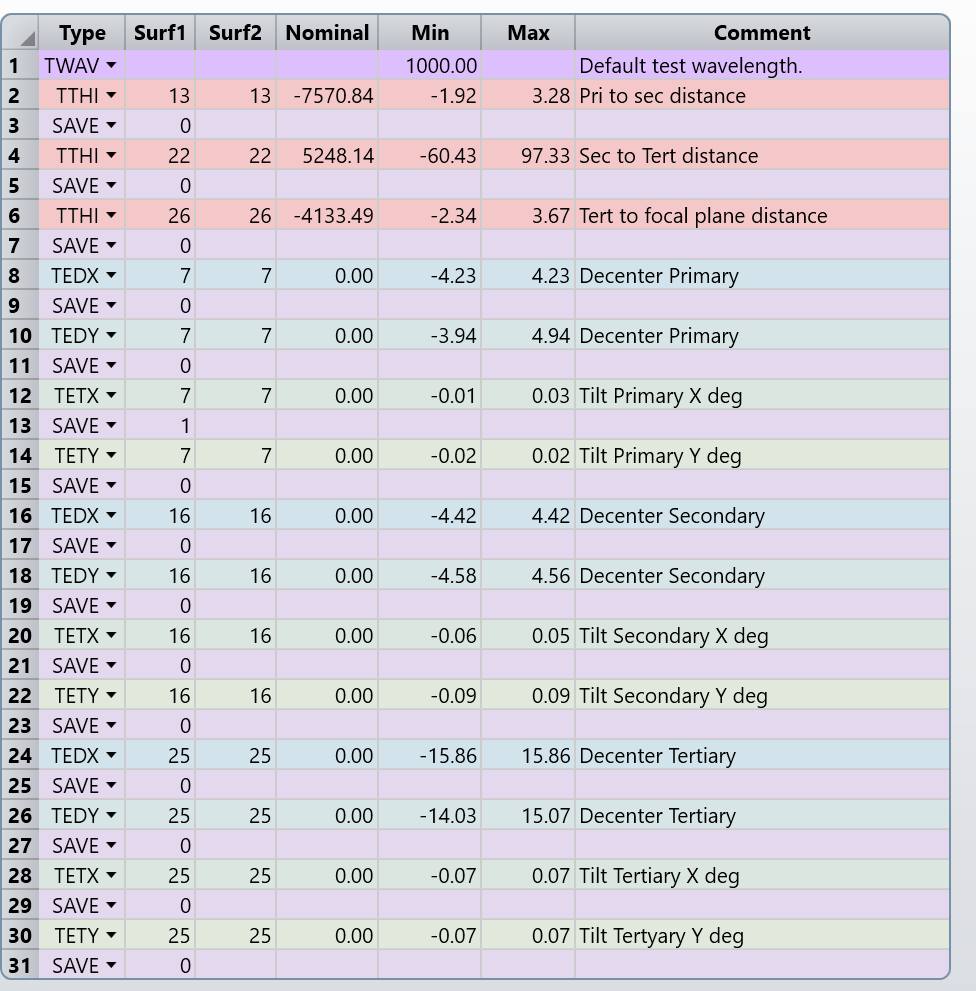 Type Surf1 Surf2 Nominal Min Max Comment
1 TWAV 1000.00 Default test wavelength.
2 TTHI 13 13 -7570.84 -1.92 3.28 Pri to sec distance
3 SAVE 0
4 TTHI 22 22 5248.14 -60.43 97.33 Sec to Tert distance
5 SAVE 0
6 TTHI 26 26 -4133.49 -2.34 3.67 Tert to focal plane distance
7 SAVE 0
8 TEDX 7 7 0.00 -4.23 4.23 Decenter Primary
9 SAVE 0
10 TEDY 7 7 0.00 -3.94 4.94 Decenter Primary
11 SAVE 0
12 TETX 7 7 0.00 -0.01 0.03 Tilt Primary X deg
13 SAVE 1
14 TETY 7 7 0.00 -0.02 0.02 Tilt Primary Y deg
15 SAVE 0
16 TEDX 16 16 0.00 -4.42 4.42 Decenter Secondary
17 SAVE 0
18 TEDY 16 16 0.00 -4.58 4.56 Decenter Secondary
19 SAVE 0
20 TETX 16 16 0.00 -0.06 0.05 Tilt Secondary X deg
21 SAVE 0
22 TETY 16 16 0.00 -0.09 0.09 Tilt Secondary Y deg
23 SAVE 0
24 TEDX 25 25 0.00 -15.86 15.86 Decenter Tertiary
25 SAVE 0
26 TEDY 25 25 0.00 -14.03 15.07 Decenter Tertiary
27 SAVE 0
28 TETX 25 25 0.00 -0.07 0.07 Tilt Tertiary X deg
29 SAVE 0
30 TETY 25 25 0.00 -0.07 0.07 Tilt Tertyary Y deg
31 SAVE 0